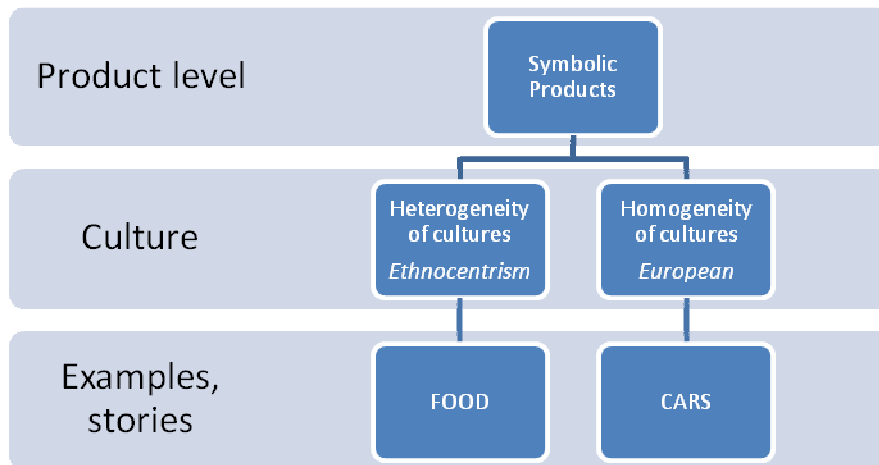 Product level
Symbolic
Products
Culture
Heterogeneity
of cultures
Ethnocentrism
Homogeneity
of cultures
European
Examples,
stories
FOOD
CARS